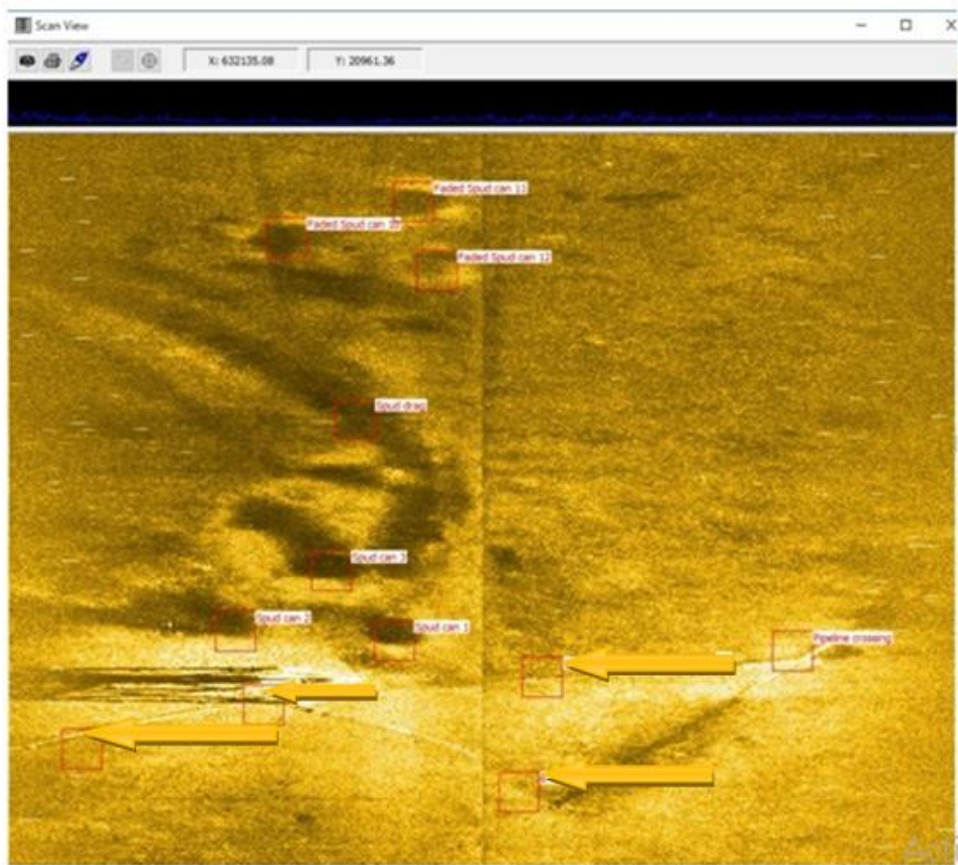 Scan View
X: 632135.08
Y: 20961.36
Faded Spud can 11
Faded Spud can 10
Faded Spud can 12
Spud drag
Spud can 3
Spud can 2
Spud can 1
Pipeline crossing